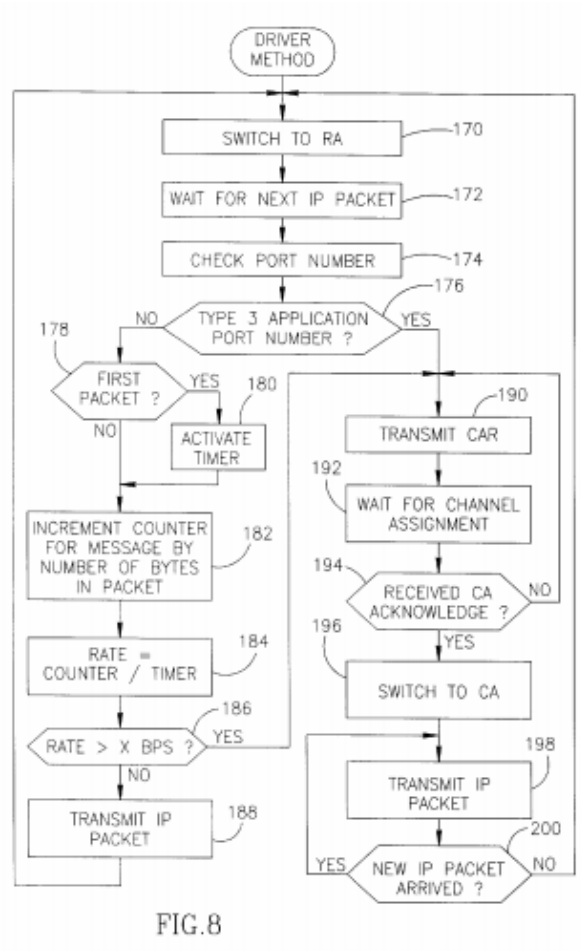 DRIVER
METHOD
SWITCH TO RA
170
WAIT FOR NEXT IP PACKET
172
CHECK PORT NUMBER
174
176
TYPE 3 APPLICATION
PORT NUMBER ?
NO
YES
178
FIRST
PACKET ?
YES
NO
180
ACTIVATE
TIMER
INCREMENT COUNTER
FOR MESSAGE BY
NUMBER OF BYTES
IN PACKET
182
RATE =
COUNTER / TIMER
184
186
RATE > X BPS ?
YES
NO
TRANSMIT IP
PACKET
188
190
TRANSMIT CAR
192
WAIT FOR CHANNEL
ASSIGNMENT
194
RECEIVED CA
ACKNOWLEDGE ?
NO
YES
196
SWITCH TO CA
198
TRANSMIT IP
PACKET
200
YES
NEW IP PACKET
ARRIVED ?
NO
FIG.8